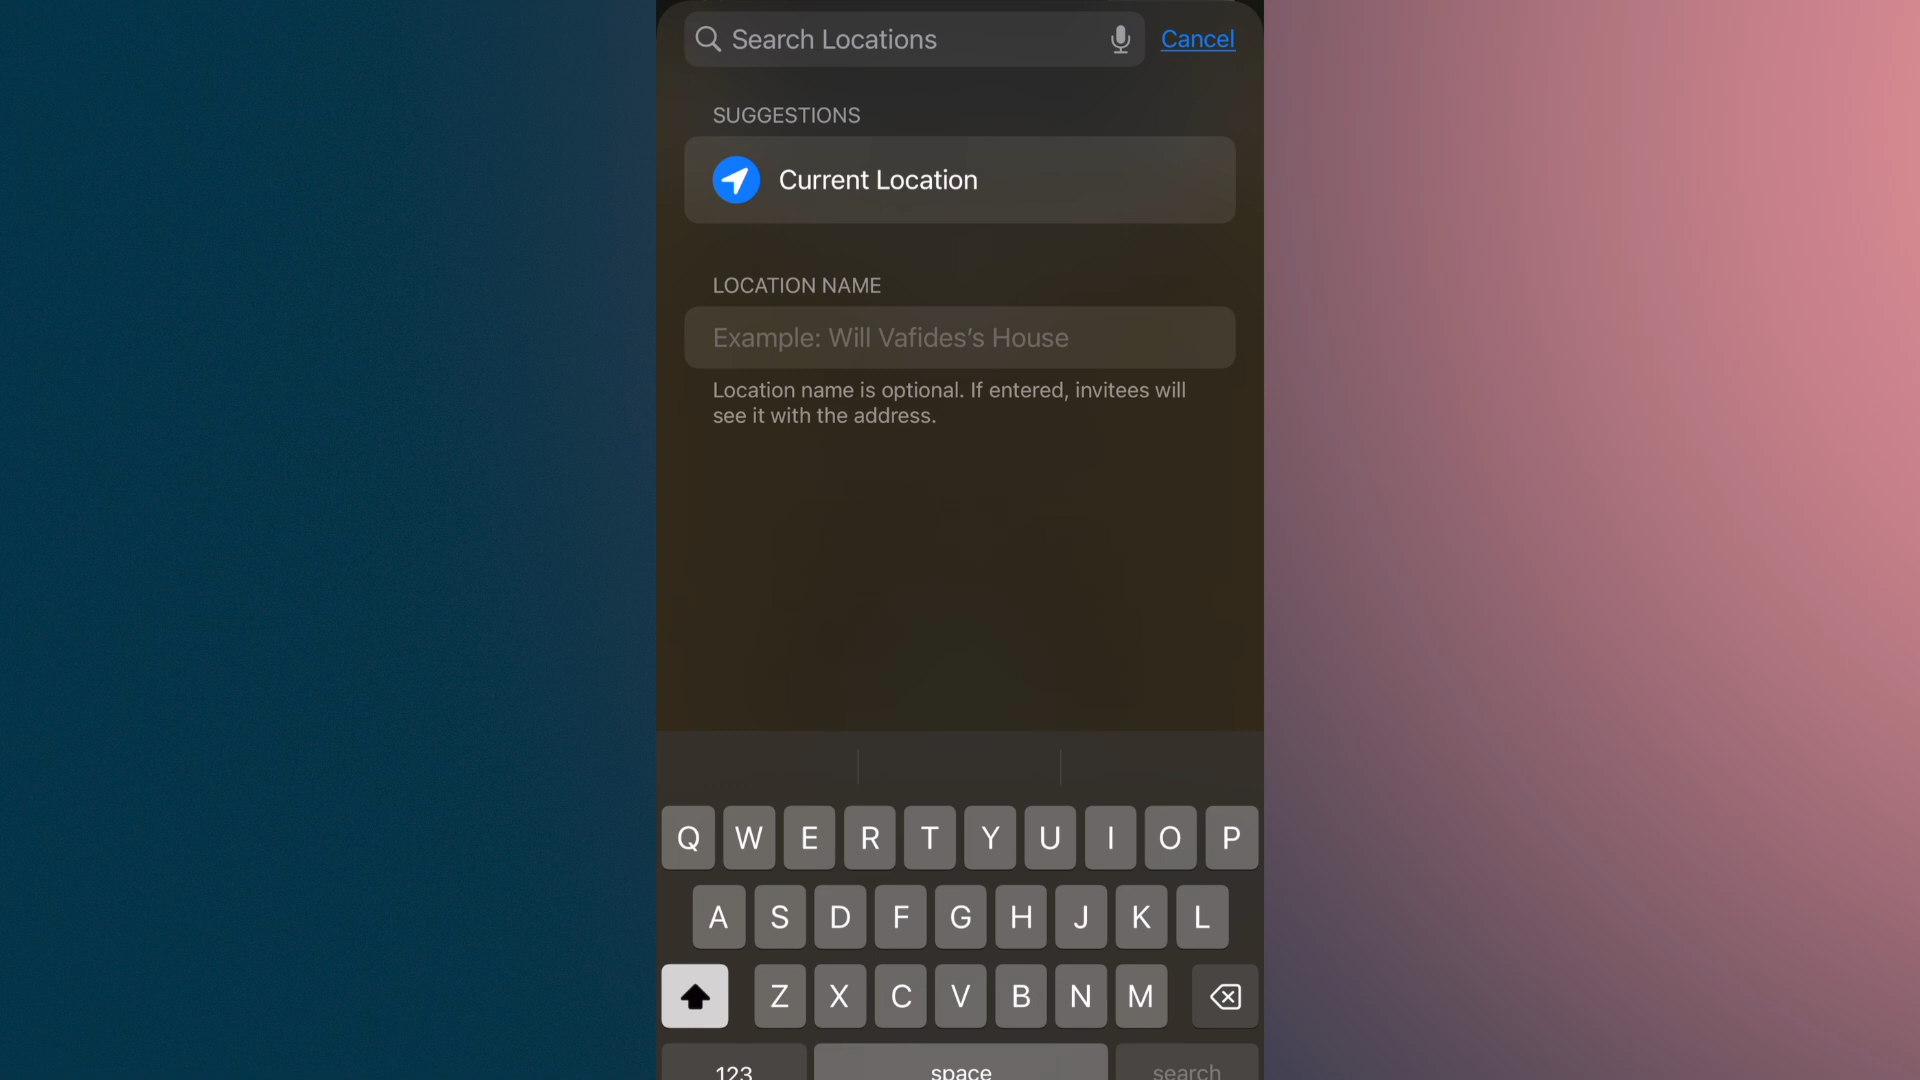 Search Locations
Cancel
SUGGESTIONS
Current Location
LOCATION NAME
Example: Will Vafides’s House
Location name is optional. If entered, invitees will
see it with the address.
Q W E R T Y U I O P
A S D F G H J K L
Z X C V B N M
123 space search